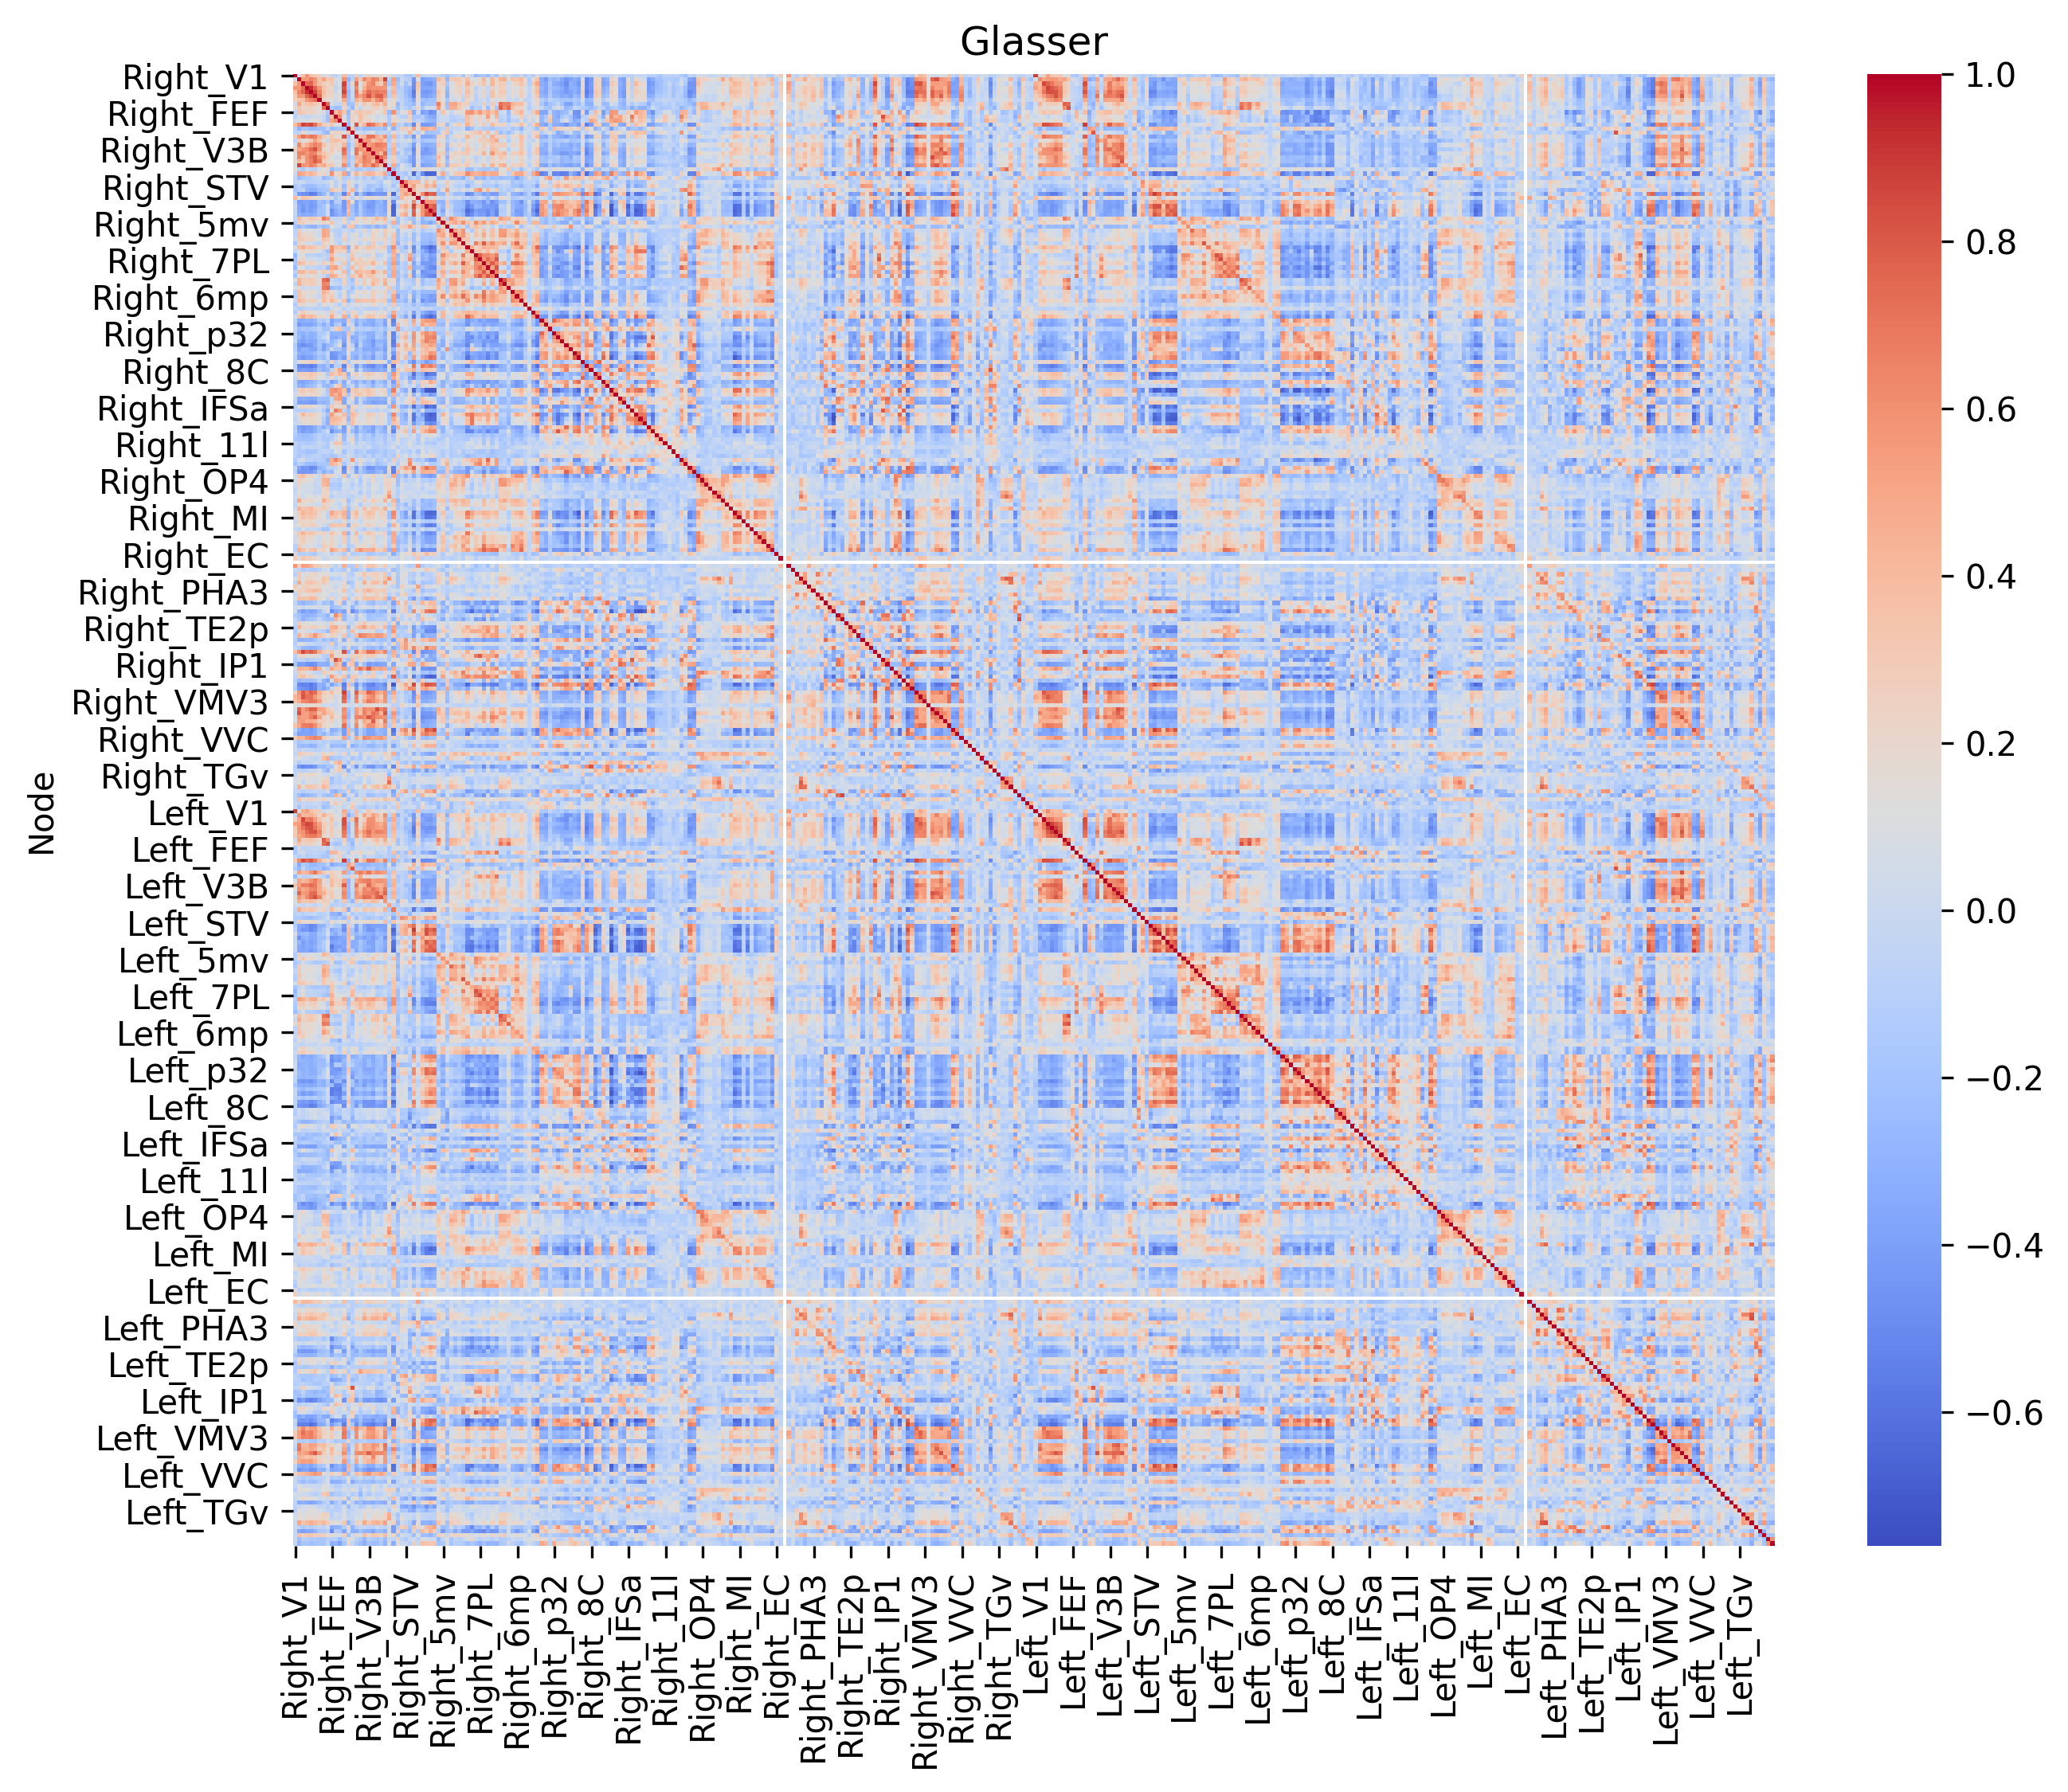 Glasser
Node
Right_V1
Right_FEF
Right_V3B
Right_STV
Right_5mv
Right_7PL
Right_6mp
Right_p32
Right_8C
Right_IFSa
Right_11l
Right_OP4
Right_MI
Right_EC
Right_PHA3
Right_TE2p
Right_IP1
Right_VMV3
Right_VVC
Right_TGv
Left_V1
Left_FEF
Left_V3B
Left_STV
Left_5mv
Left_7PL
Left_6mp
Left_p32
Left_8C
Left_IFSa
Left_11l
Left_OP4
Left_MI
Left_EC
Left_PHA3
Left_TE2p
Left_IP1
Left_VMV3
Left_VVC
Left_TGv
Right_V1
Right_FEF
Right_V3B
Right_STV
Right_5mv
Right_7PL
Right_6mp
Right_p32
Right_8C
Right_IFSa
Right_11l
Right_OP4
Right_MI
Right_EC
Right_PHA3
Right_TE2p
Right_IP1
Right_VMV3
Right_VVC
Right_TGv
Left_V1
Left_FEF
Left_V3B
Left_STV
Left_5mv
Left_7PL
Left_6mp
Left_p32
Left_8C
Left_IFSa
Left_11l
Left_OP4
Left_MI
Left_EC
Left_PHA3
Left_TE2p
Left_IP1
Left_VMV3
Left_VVC
Left_TGv
1.0
0.8
0.6
0.4
0.2
0.0
−0.2
−0.4
−0.6